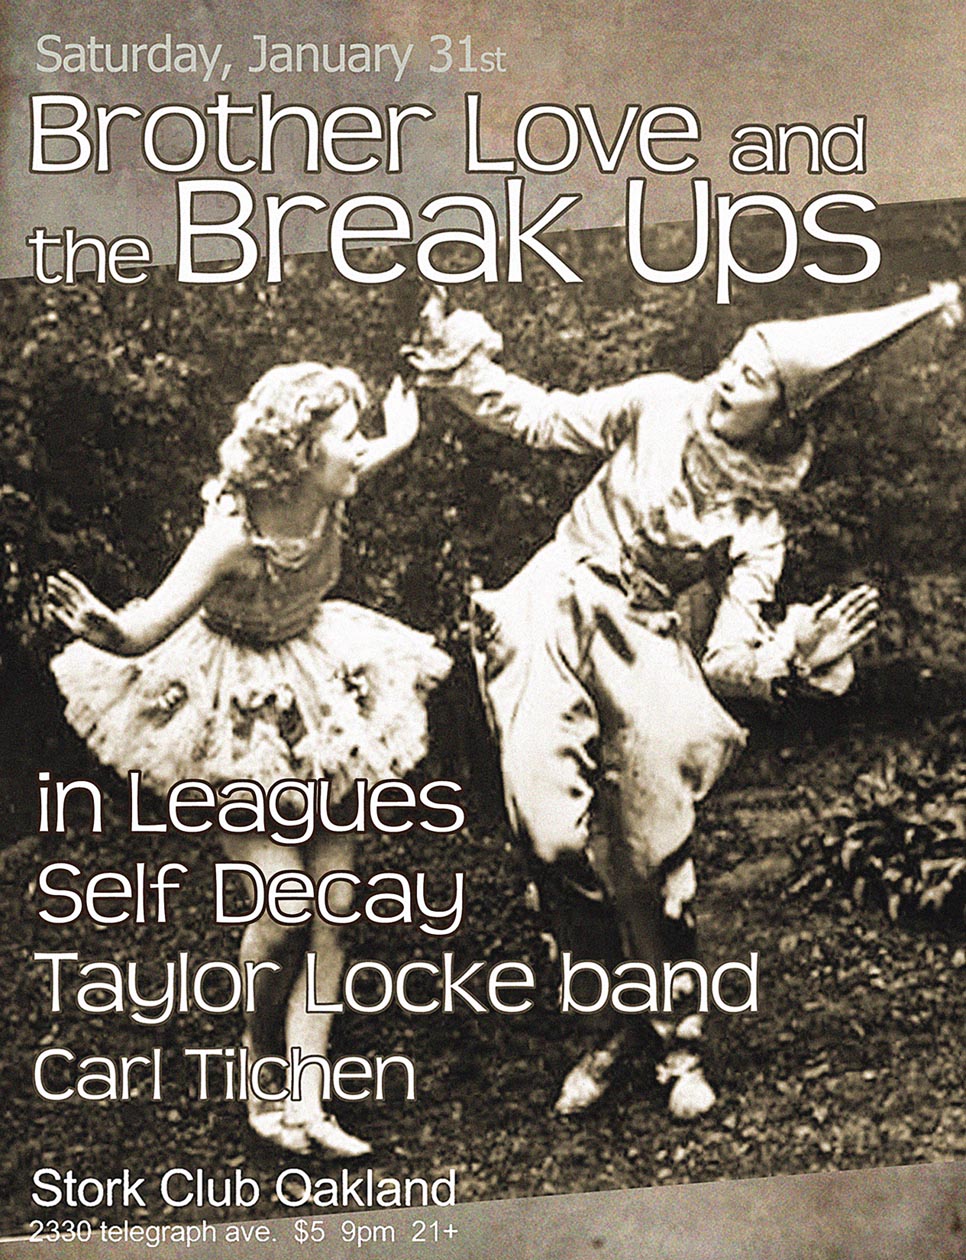 Saturday, January 31st
Brother Love and
the Break Ups
in Leagues
Self Decay
Taylor Locke band
Carl Tilchen
Stork Club Oakland
2330 telegraph ave. $5 9pm 21+